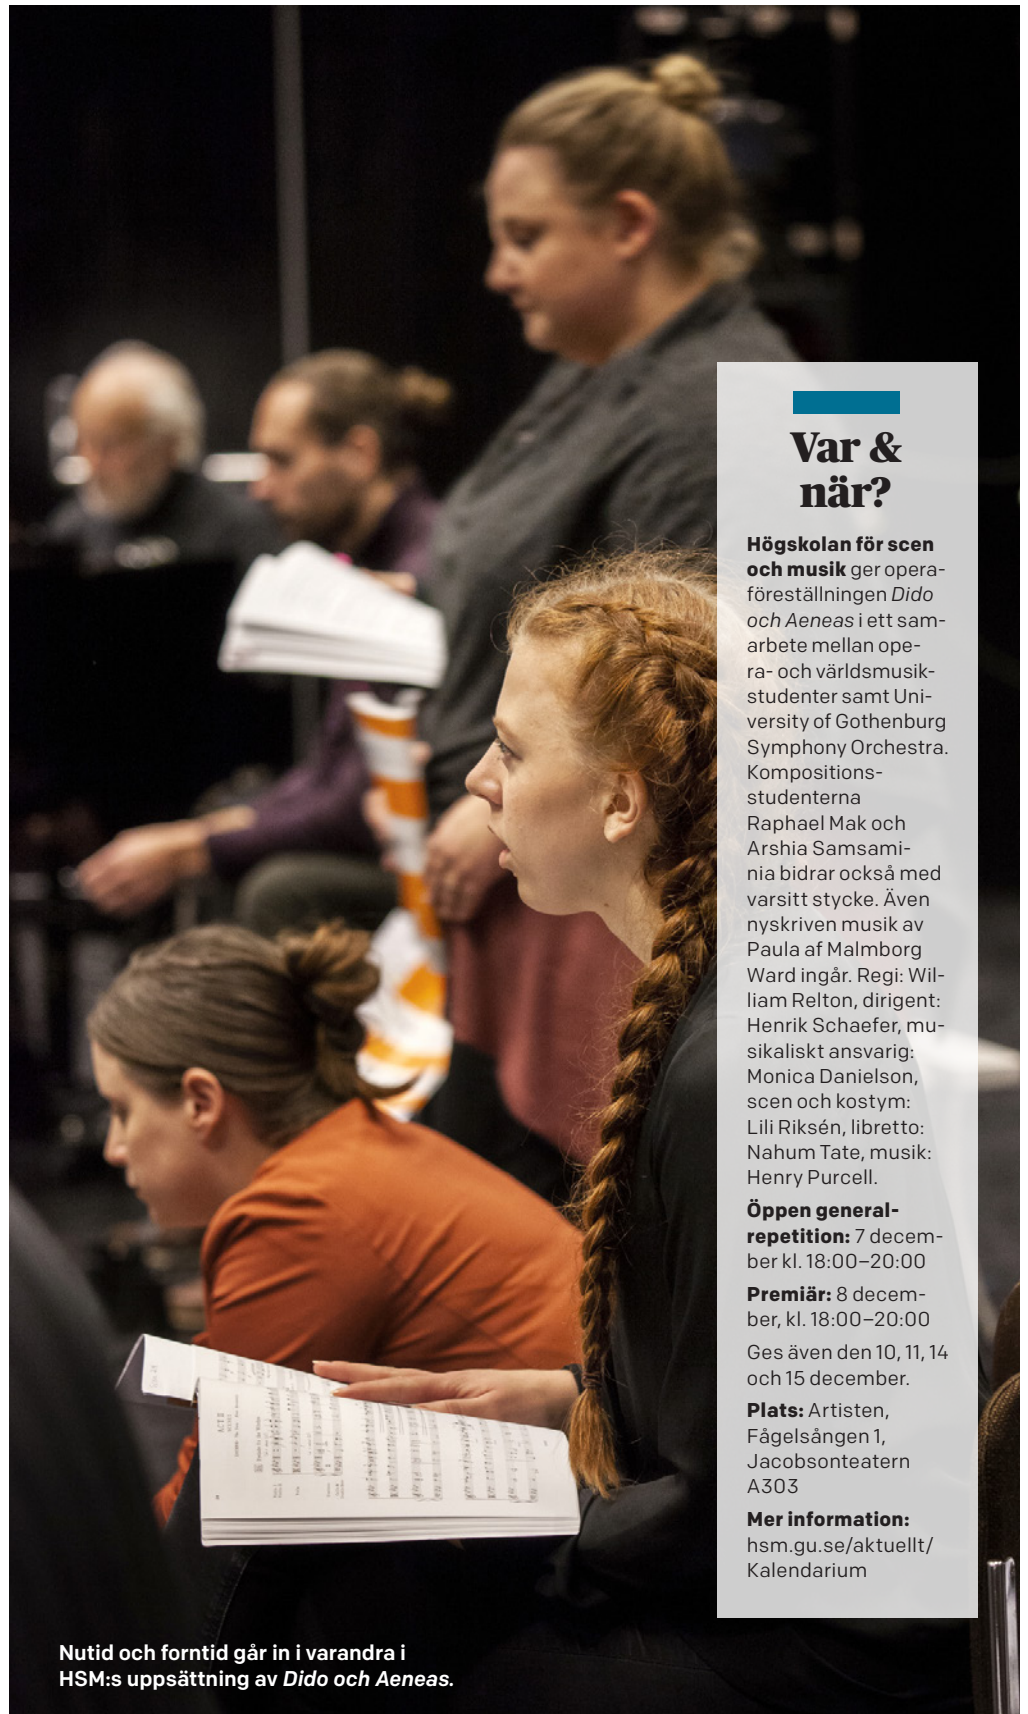 Var &
när?
Högskolan för scen
och musik ger opera-
föreställningen Dido
och Aeneas i ett sam-
arbete mellan ope-
ra- och världsmusik-
studenter samt Uni-
versity of Gothenburg
Symphony Orchestra.
Kompositions-
studenterna
Raphael Mak och
Arshia Samsami-
nia bidrar också med
varsitt stycke. Även
nyskriven musik av
Paula af Malmborg
Ward ingår. Regi: Wil-
liam Relton, dirigent:
Henrik Schaefer, mu-
sikaliskt ansvarig:
Monica Danielson,
scen och kostym:
Lili Riksén, libretto:
Nahum Tate, musik:
Henry Purcell.
Öppen general-
repetition: 7 decem-
ber kl. 18:00–20:00
Premiär: 8 decem-
ber, kl. 18:00–20:00
Ges även den 10, 11, 14
och 15 december.
Plats: Artisten,
Fågelsången 1,
Jacobsonteatern
A303
Mer information:
hsm.gu.se/aktuellt/
Kalendarium
ACT II
Nutid och forntid går in i varandra i
HSM:s uppsättning av Dido och Aeneas.